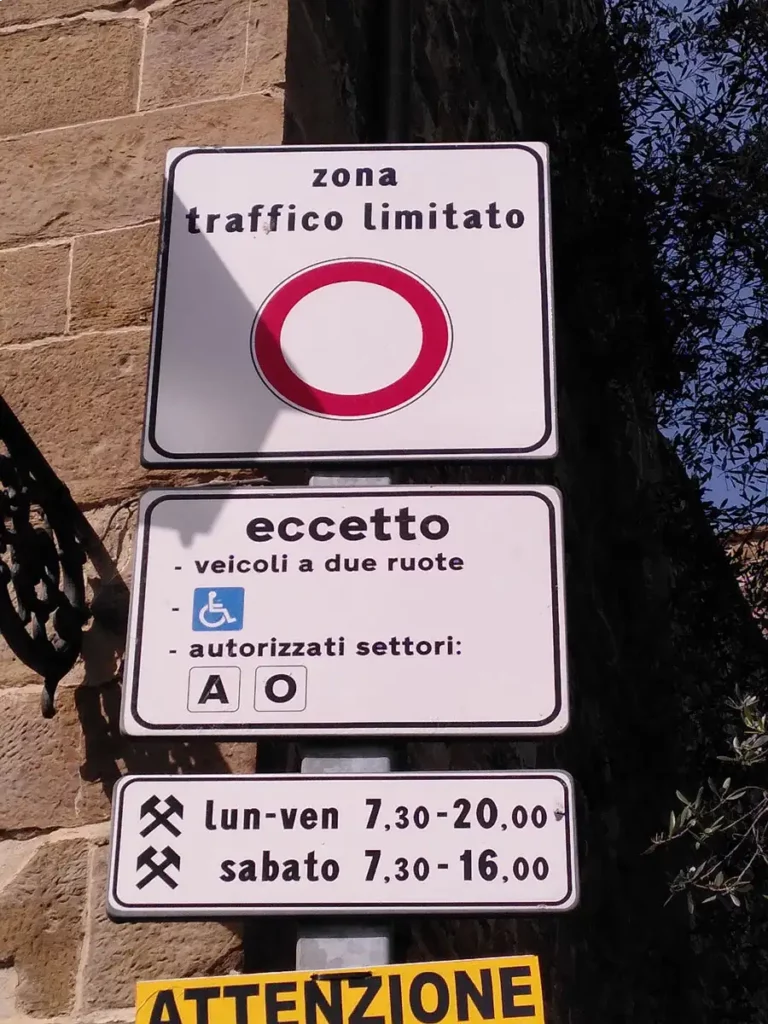 zona
traffico limitato
eccetto
- veicoli a due ruote
-
- autorizzati settori:
A O
lun-ven 7,30-20,00
sabato 7,30-16,00
ATTENZIONE